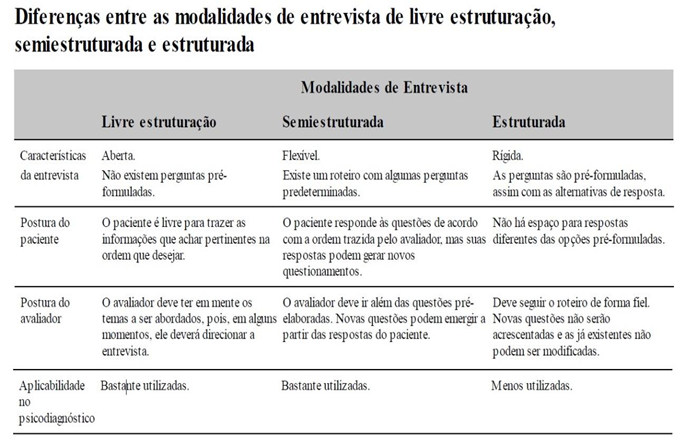 Diferenças entre as modalidades de entrevista de livre estruturação,
semiestruturada e estruturada
Modalidades de Entrevista
Livre estruturação Semiestruturada Estruturada
Características da entrevista
Aberta.
Não existem perguntas pré-
formuladas.
Flexível.
Existe um roteiro com algumas perguntas
predeterminadas.
Rígida.
As perguntas são pré-formuladas,
assim com as alternativas de resposta.
Postura do
paciente
O paciente é livre para trazer as
informações que achar pertinentes na
ordem que desejar.
O paciente responde às questões de acordo
com a ordem trazida pelo avaliador, mas suas
respostas podem gerar novos
questionamentos.
Não há espaço para respostas
diferentes das opções pré-formuladas.
Postura do
avaliador
O avaliador deve ter em mente os
temas a ser abordados, pois, em alguns
momentos, ele deverá direcionar a
entrevista.
O avaliador deve ir além das questões pré-
elaboradas. Novas questões podem emergir a
partir das respostas do paciente.
Deve seguir o roteiro de forma fiel.
Novas questões não serão
acrescentadas e as já existentes não
podem ser modificadas.
Aplicabilidade
no
psicodiagnóstico
Bastante utilizadas.
Bastante utilizadas.
Menos utilizadas.